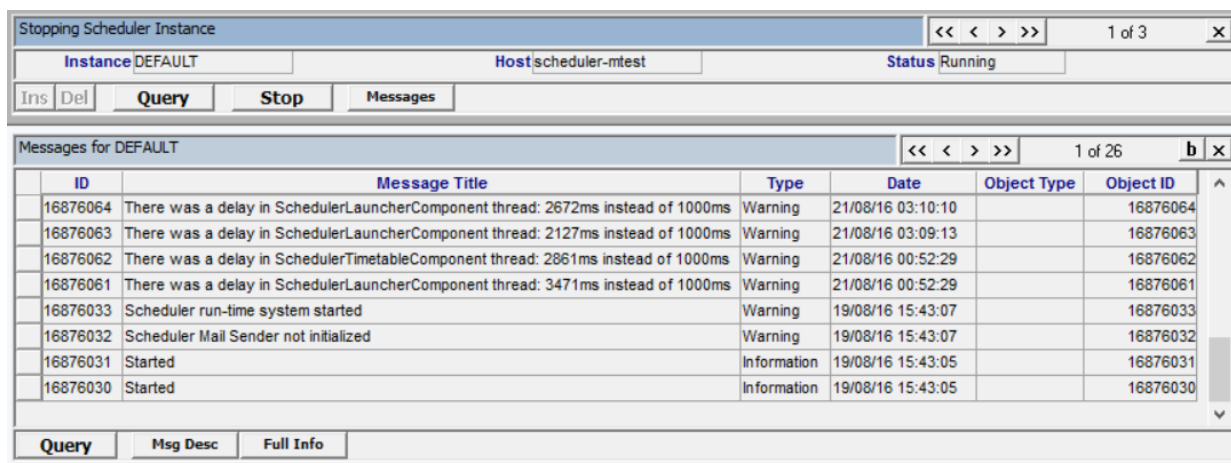 Stopping Scheduler Instance << < > >> 1 of 3 x
Instance DEFAULT Host scheduler-mtest Status Running
Ins Del Query Stop Messages
Messages for DEFAULT << < > >> 1 of 26 b x
ID Message Title Type Date Object Type Object ID
16876064 There was a delay in SchedulerLauncherComponent thread: 2672ms instead of 1000ms Warning 21/08/16 03:10:10 16876064
16876063 There was a delay in SchedulerLauncherComponent thread: 2127ms instead of 1000ms Warning 21/08/16 03:09:13 16876063
16876062 There was a delay in SchedulerTimetableComponent thread: 2861ms instead of 1000ms Warning 21/08/16 00:52:29 16876062
16876061 There was a delay in SchedulerLauncherComponent thread: 3471ms instead of 1000ms Warning 21/08/16 00:52:29 16876061
16876033 Scheduler run-time system started Warning 19/08/16 15:43:07 16876033
16876032 Scheduler Mail Sender not initialized Warning 19/08/16 15:43:07 16876032
16876031 Started Information 19/08/16 15:43:05 16876031
16876030 Started Information 19/08/16 15:43:05 16876030
Query Msg Desc Full Info